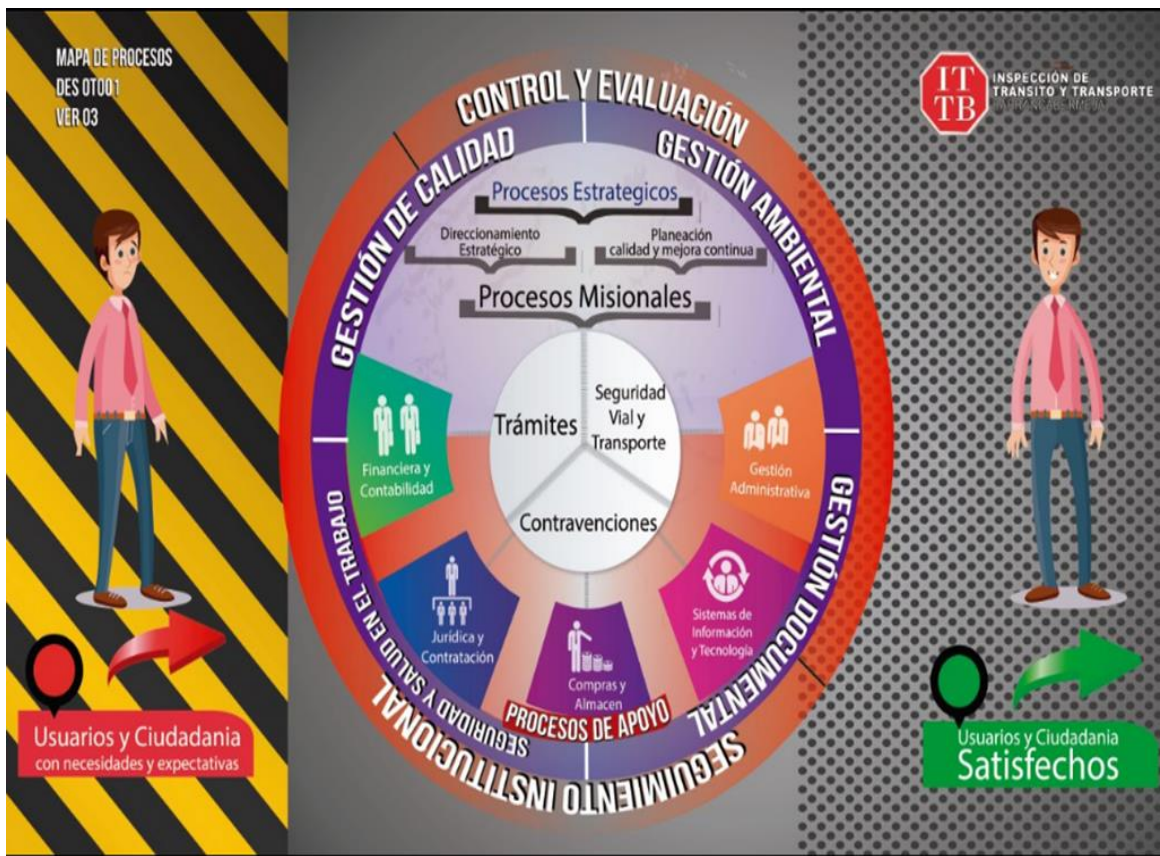 MAPA DE PROCESOS
DES OT001
VER 03
IT
TB
INSPECCIÓN DE
TRANSITO Y TRANSPORTE
BARRANCABERMEJA
CONTROL Y EVALUACIÓN
GESTIÓN DE CALIDAD
GESTIÓN AMBIENTAL
Procesos Estrategicos
Direccionamiento
Estratégico
Planeación
calidad y mejora continua
Procesos Misionales
Trámites
Seguridad
Vial y
Transporte
Contravenciones
Financiera y
Contabilidad
Gestión
Administrativa
Jurídica y
Contratación
Compras y
Almacen
Sistemas de
Información
y Tecnología
PROCESOS DE APOYO
SEGURIDAD Y SALUD EN EL TRABAJO
GESTIÓN DOCUMENTAL
SEGUIMIENTO INSTITUCIONAL
Usuarios y Ciudadania
con necesidades y expectativas
Usuarios y Ciudadania
Satisfechos